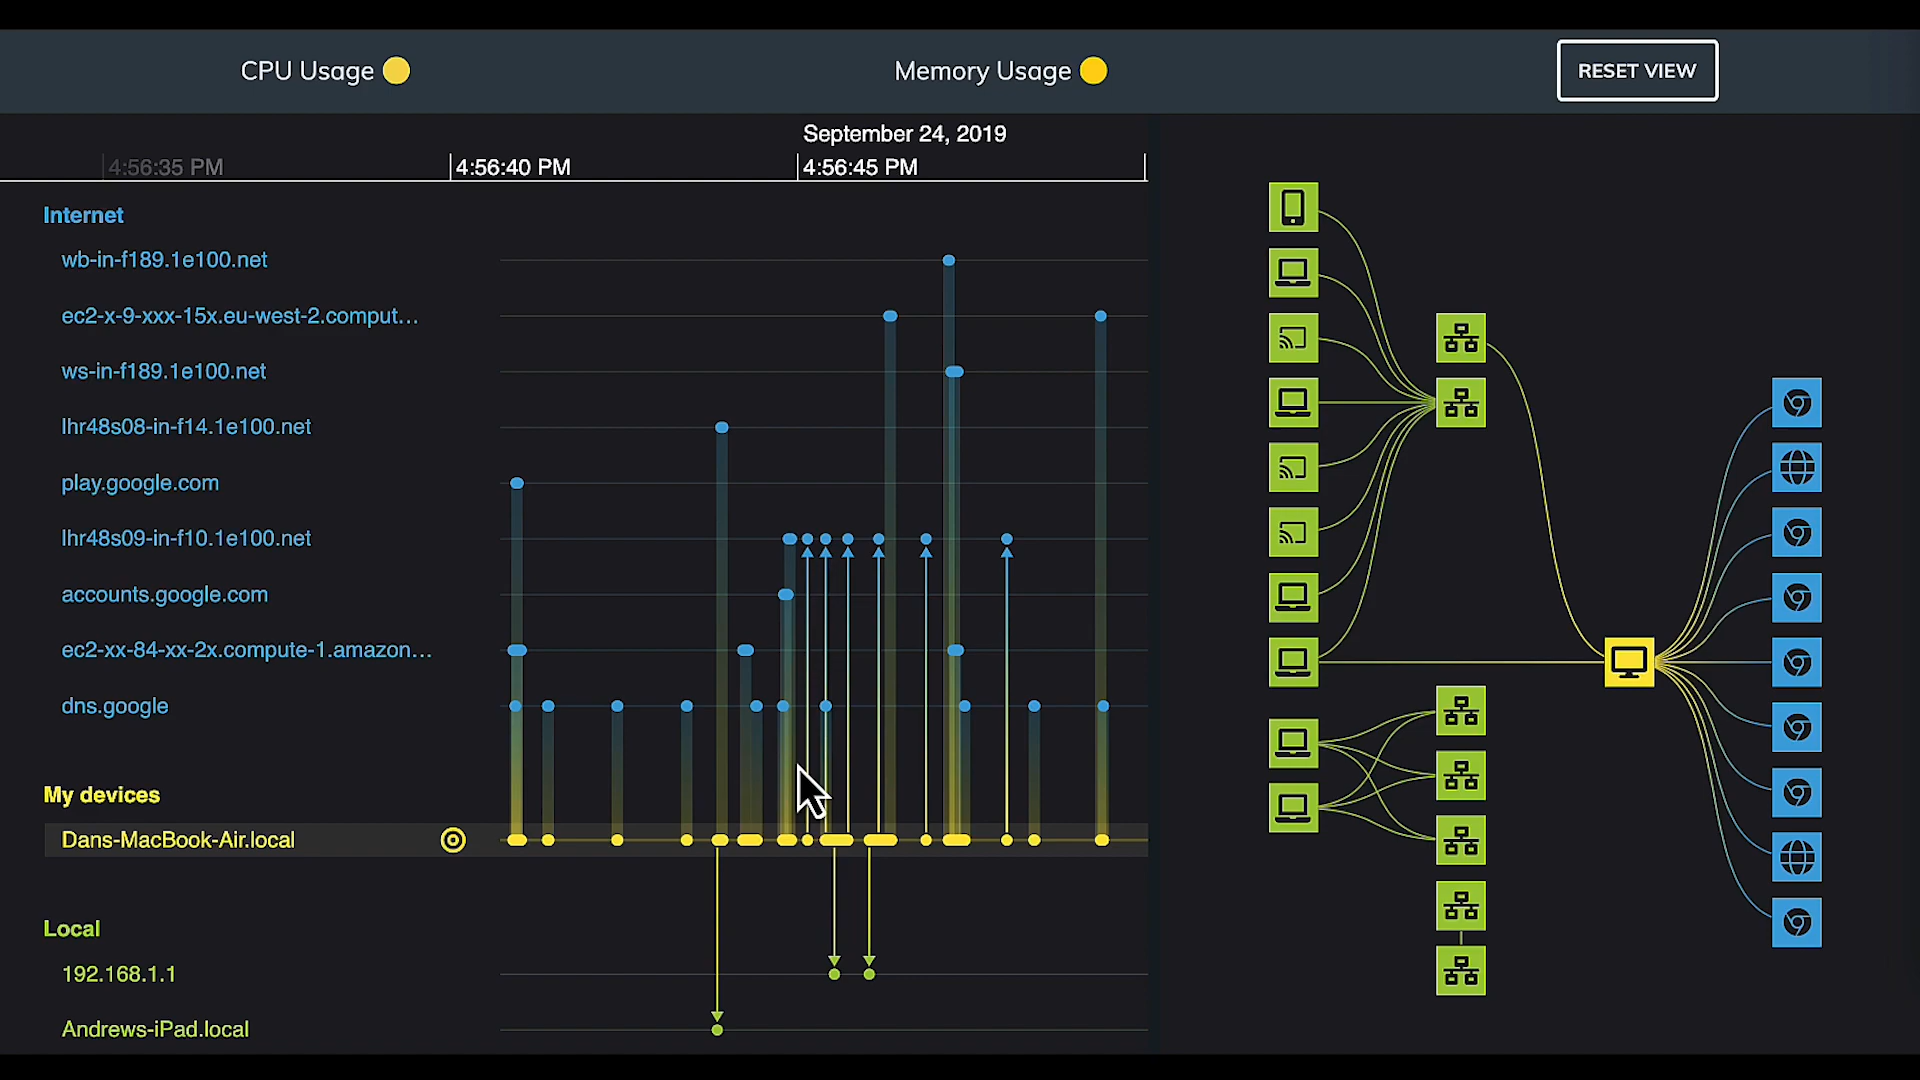 CPU Usage
Memory Usage
RESET VIEW
September 24, 2019
4:56:35 PM
4:56:40 PM
4:56:45 PM
Internet
wb-in-f189.1e100.net
ec2-x-9-xxx-15x.eu-west-2.comput...
ws-in-f189.1e100.net
lhr48s08-in-f14.1e100.net
play.google.com
lhr48s09-in-f10.1e100.net
accounts.google.com
ec2-xx-84-xx-2x.compute-1.amazon...
dns.google
My devices
Dans-MacBook-Air.local
Local
192.168.1.1
Andrews-iPad.local